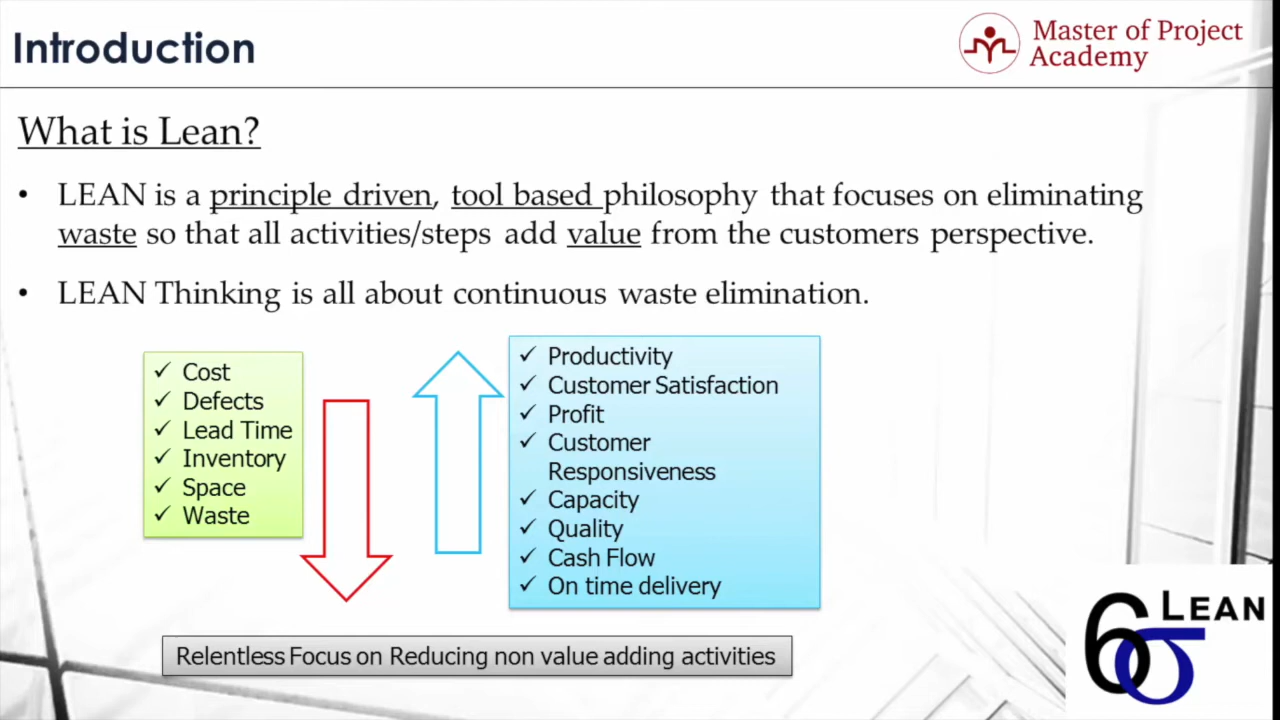 Introduction
Master of Project
Academy
What is Lean?
• LEAN is a principle driven, tool based philosophy that focuses on eliminating
waste so that all activities/steps add value from the customers perspective.
• LEAN Thinking is all about continuous waste elimination.
✓ Cost
✓ Defects
✓ Lead Time
✓ Inventory
✓ Space
✓ Waste
✓ Productivity
✓ Customer Satisfaction
✓ Profit
✓ Customer
Responsiveness
✓ Capacity
✓ Quality
✓ Cash Flow
✓ On time delivery
Relentless Focus on Reducing non value adding activities
6σ LEAN